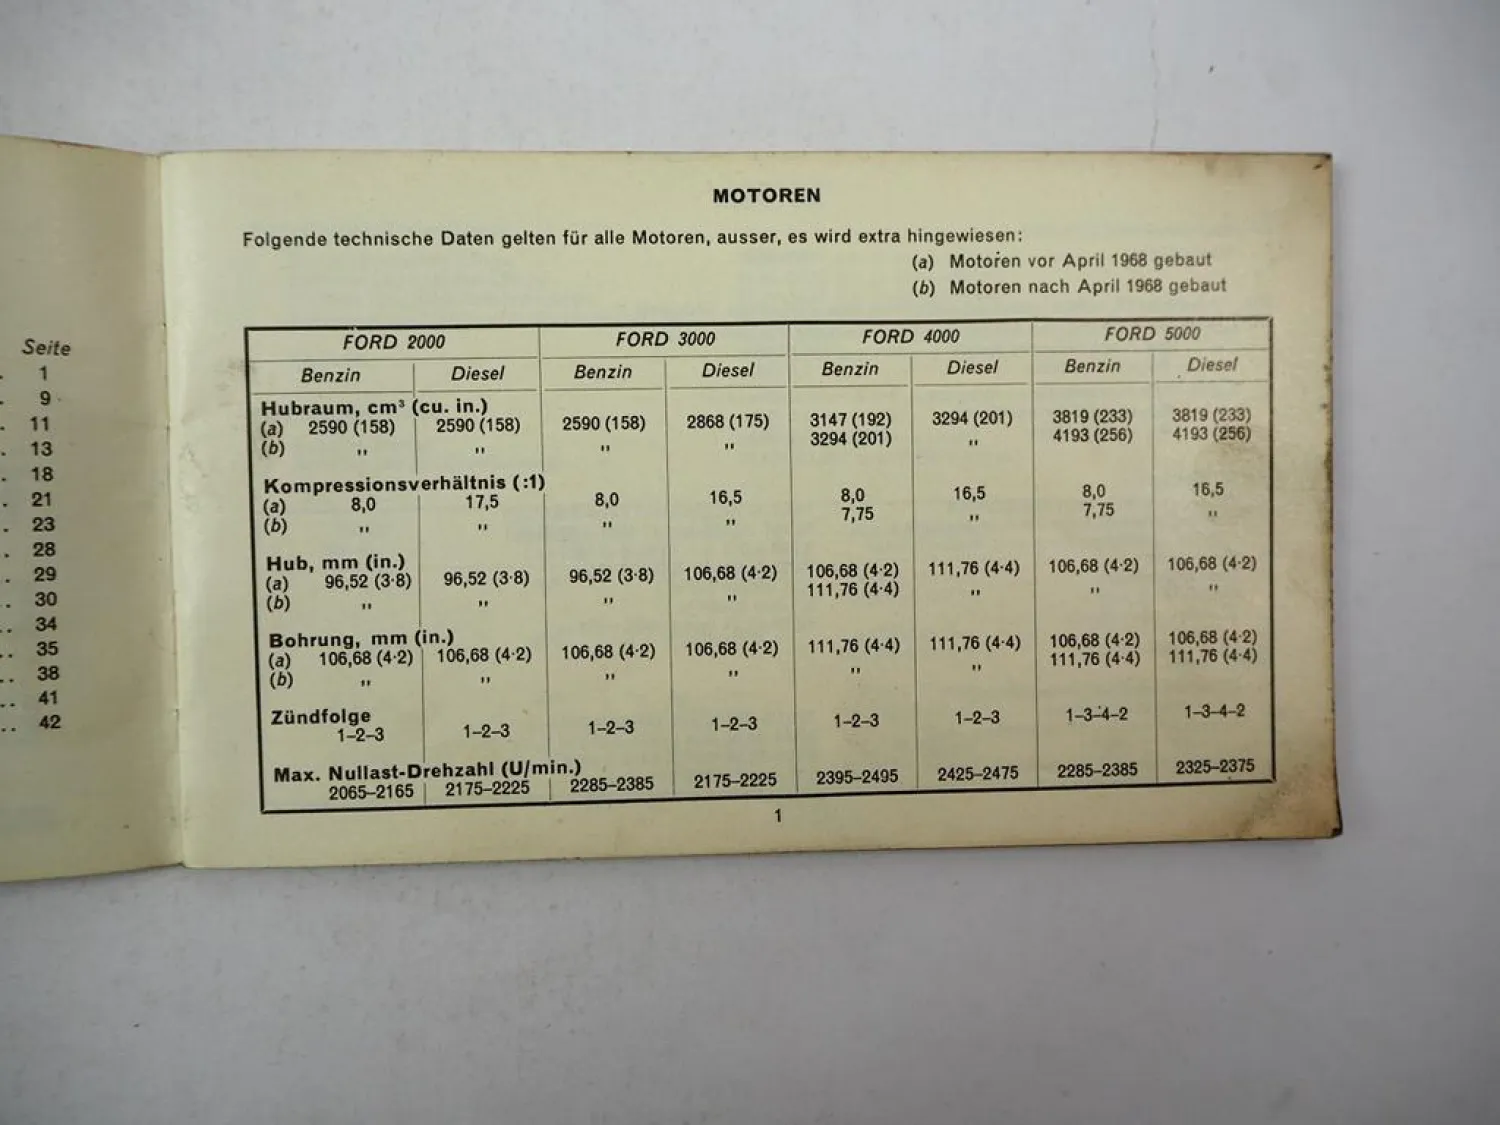 Seite
. 1
. 9
. 11
. 13
. 18
. 21
. 23
. 28
. 29
. 30
.. 34
.. 35
.. 38
.. 41
.. 42
MOTOREN
Folgende technische Daten gelten für alle Motoren, ausser, es wird extra hingewiesen:
(a) Motoren vor April 1968 gebaut
(b) Motoren nach April 1968 gebaut
FORD 2000 FORD 3000 FORD 4000 FORD 5000
Benzin Diesel Benzin Diesel Benzin Diesel Benzin Diesel
Hubraum, cm³ (cu. in.)
(a) 2590 (158) 2590 (158) 2590 (158) 2868 (175) 3147 (192) 3294 (201) 3819 (233) 3819 (233)
(b) " " " " 3294 (201) " 4193 (256) 4193 (256)
Kompressionsverhältnis (:1)
(a) 8,0 17,5 8,0 16,5 8,0 16,5 8,0 16,5
(b) " " " " 7,75 " 7,75 "
Hub, mm (in.)
(a) 96,52 (3·8) 96,52 (3·8) 96,52 (3·8) 106,68 (4·2) 106,68 (4·2) 111,76 (4·4) 106,68 (4·2) 106,68 (4·2)
(b) " " " " 111,76 (4·4) " " "
Bohrung, mm (in.)
(a) 106,68 (4·2) 106,68 (4·2) 106,68 (4·2) 106,68 (4·2) 111,76 (4·4) 111,76 (4·4) 106,68 (4·2) 106,68 (4·2)
(b) " " " " " " 111,76 (4·4) 111,76 (4·4)
Zündfolge
1–2–3 1–2–3 1–2–3 1–2–3 1–2–3 1–2–3 1–3–4–2 1–3–4–2
Max. Nullast-Drehzahl (U/min.)
2065–2165 2175–2225 2285–2385 2175–2225 2395–2495 2425–2475 2285–2385 2325–2375
1